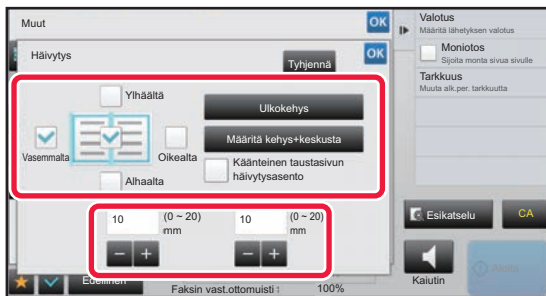 Muut
OK
Häivytys
Tyhjennä
OK
Ylhäältä
Vasemmalta
Oikealta
Alhaalta
Ulkokehys
Määritä kehys+keskusta
Käänteinen taustasivun
häivytysasento
10
(0 ~ 20)
mm
10
(0 ~ 20)
mm
Edellinen
Faksin vast.ottomuisti :
100%
Valotus
Määritä lähetyksen valotus
Moniotos
Sijoita monta sivua sivulle
Tarkkuus
Muuta alk.per. tarkkuutta
Esikatselu
CA
Kaiutin
Aloita